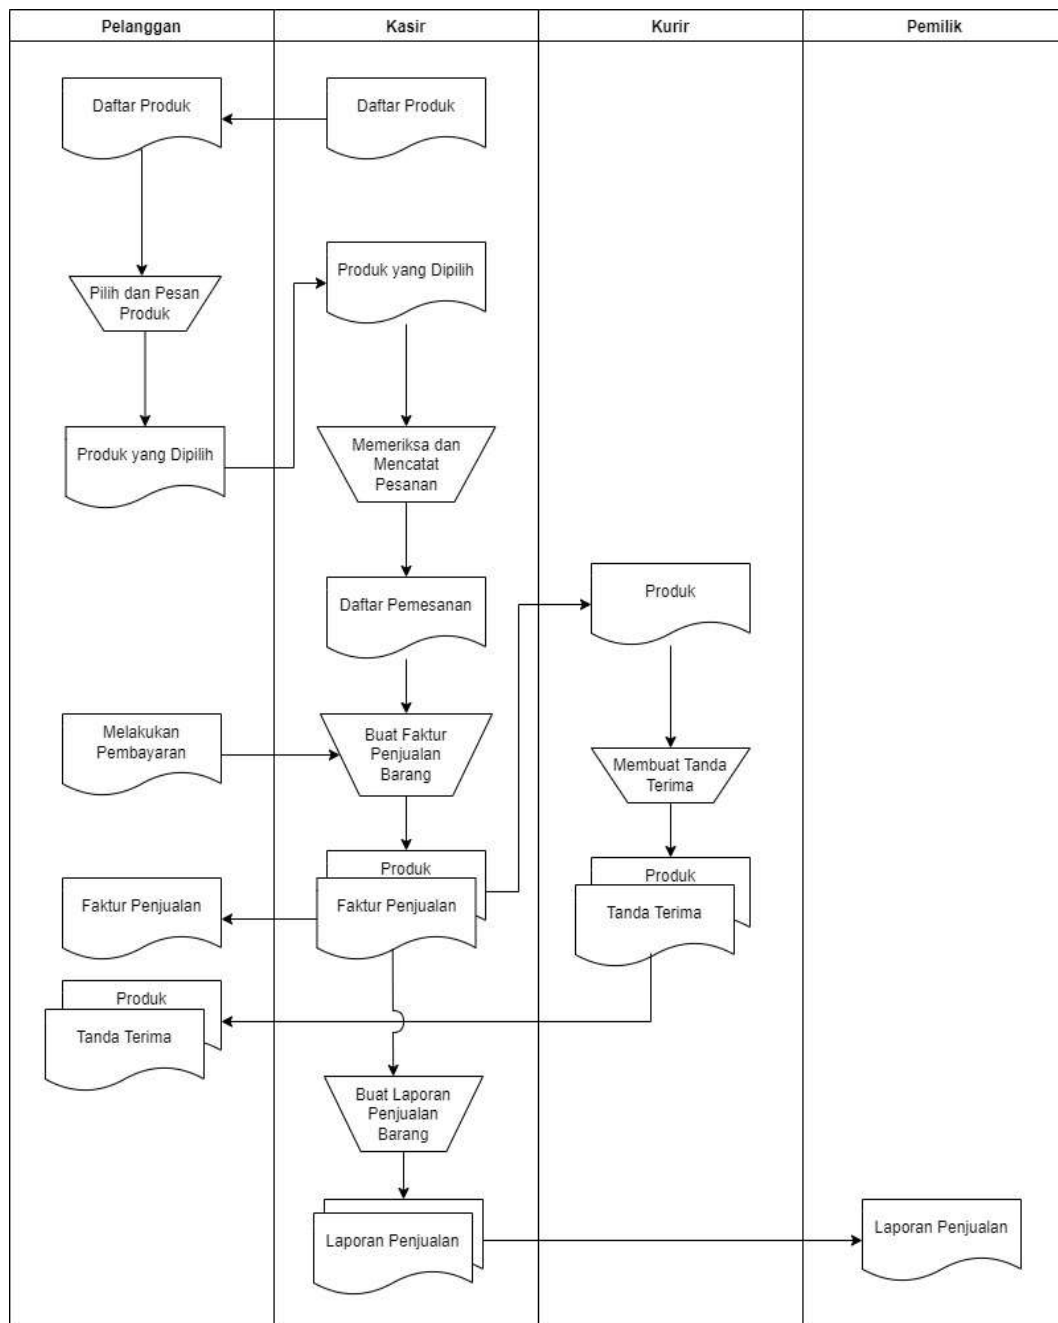 Pelanggan
Kasir
Kurir
Pemilik
Daftar Produk
Daftar Produk
Produk yang Dipilih
Pilih dan Pesan
Produk
Produk yang Dipilih
Memeriksa dan
Mencatat
Pesanan
Daftar Pemesanan
Produk
Melakukan
Pembayaran
Buat Faktur
Penjualan
Barang
Membuat Tanda
Terima
Faktur Penjualan
Produk
Faktur Penjualan
Produk
Tanda Terima
Produk
Tanda Terima
Buat Laporan
Penjualan
Barang
Laporan Penjualan
Laporan Penjualan